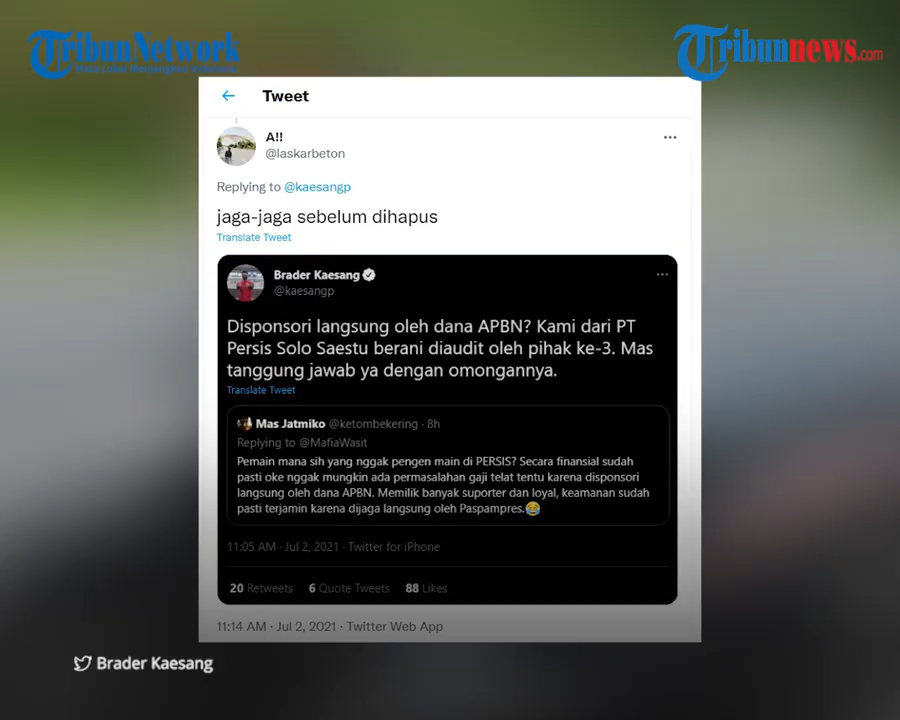 TribunNetwork
Tribunnews.com
Tweet
A!!
@laskarbeton
Replying to @kaesangp
jaga-jaga sebelum dihapus
Translate Tweet
Brader Kaesang
@kaesangp
Disponsori langsung oleh dana APBN? Kami dari PT
Persis Solo Saestu berani diaudit oleh pihak ke-3. Mas
tanggung jawab ya dengan omongannya.
Translate Tweet
Mas Jatmiko @ketombekering · 8h
Replying to @MafiaWasit
Pemain mana sih yang nggak pengen main di PERSIS? Secara finansial sudah
pasti oke nggak mungkin ada permasalahan gaji telat tentu karena disponsori
langsung oleh dana APBN. Memilik banyak suporter dan loyal, keamanan sudah
pasti terjamin karena dijaga langsung oleh Paspampres.😂
11:05 AM · Jul 2, 2021 · Twitter for iPhone
20 Retweets 6 Quote Tweets 88 Likes
11:14 AM · Jul 2, 2021 · Twitter Web App
Brader Kaesang